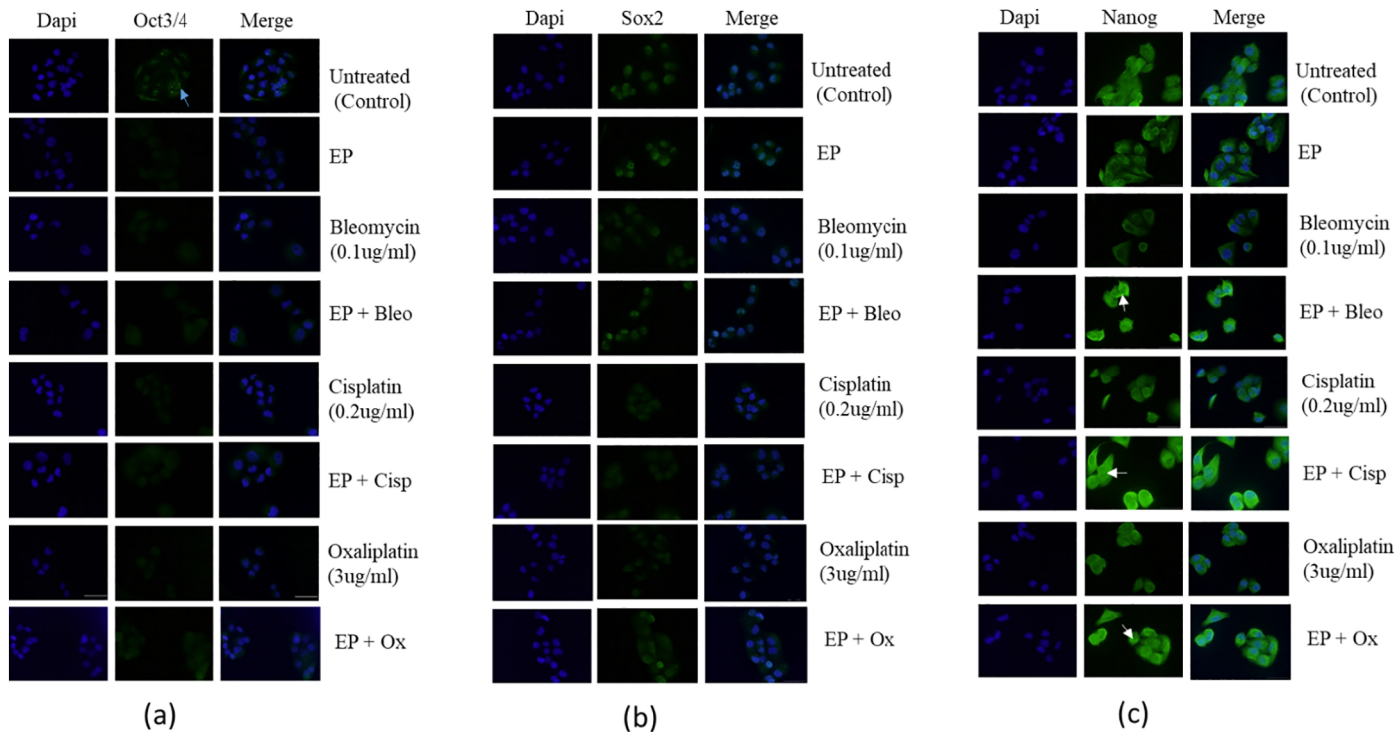 Dapi Oct3/4 Merge
Untreated
(Control)
EP
Bleomycin
(0.1ug/ml)
EP + Bleo
Cisplatin
(0.2ug/ml)
EP + Cisp
Oxaliplatin
(3ug/ml)
EP + Ox
(a)
Dapi Sox2 Merge
Untreated
(Control)
EP
Bleomycin
(0.1ug/ml)
EP + Bleo
Cisplatin
(0.2ug/ml)
EP + Cisp
Oxaliplatin
(3ug/ml)
EP + Ox
(b)
Dapi Nanog Merge
Untreated
(Control)
EP
Bleomycin
(0.1ug/ml)
EP + Bleo
Cisplatin
(0.2ug/ml)
EP + Cisp
Oxaliplatin
(3ug/ml)
EP + Ox
(c)